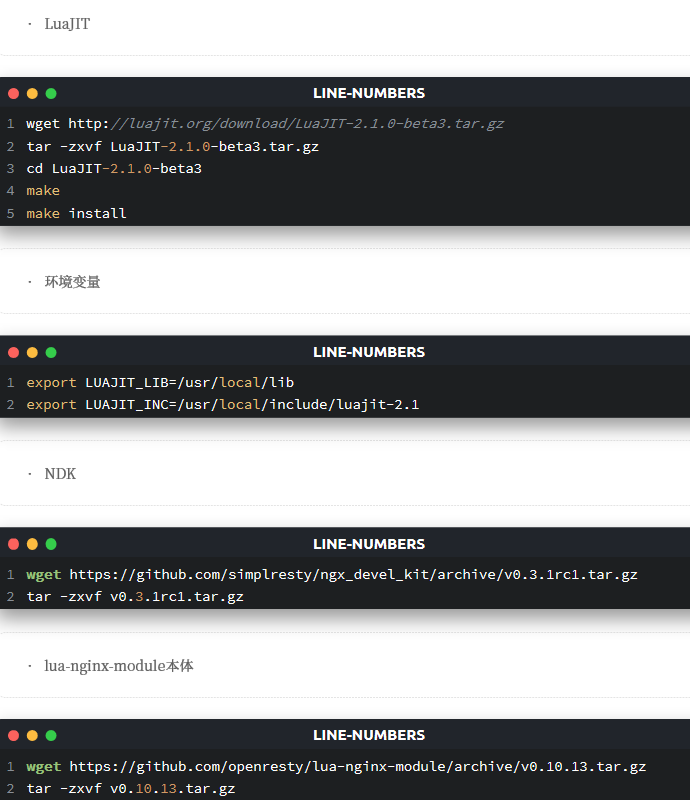 · LuaJIT
LINE-NUMBERS
1 wget http://luajit.org/download/LuaJIT-2.1.0-beta3.tar.gz
2 tar -zxvf LuaJIT-2.1.0-beta3.tar.gz
3 cd LuaJIT-2.1.0-beta3
4 make
5 make install
· 环境变量
LINE-NUMBERS
1 export LUAJIT_LIB=/usr/local/lib
2 export LUAJIT_INC=/usr/local/include/luajit-2.1
· NDK
LINE-NUMBERS
1 wget https://github.com/simplresty/ngx_devel_kit/archive/v0.3.1rc1.tar.gz
2 tar -zxvf v0.3.1rc1.tar.gz
· lua-nginx-module本体
LINE-NUMBERS
1 wget https://github.com/openresty/lua-nginx-module/archive/v0.10.13.tar.gz
2 tar -zxvf v0.10.13.tar.gz